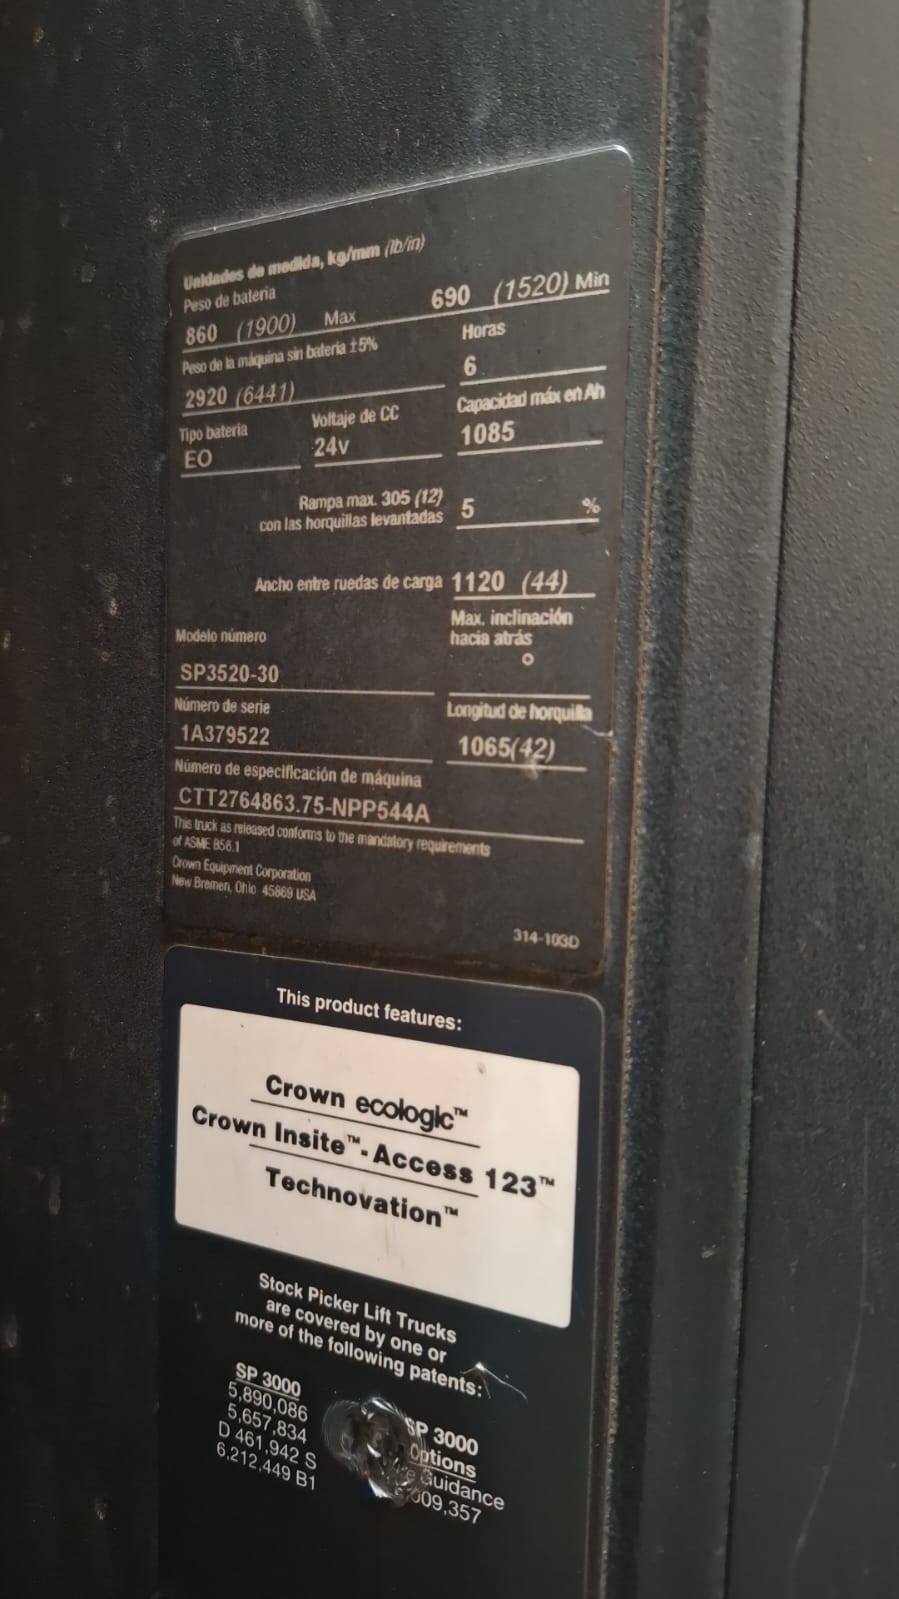 Unidades de medida, kg/mm (lb/in)
Peso de batería
860 (1900) Max 690 (1520) Min
Peso de la máquina sin batería ±5% Horas
2920 (6441) 6
Tipo batería Voltaje de CC Capacidad máx en Ah
EO 24v 1085
Rampa max. 305 (12)
con las horquillas levantadas 5 %
Ancho entre ruedas de carga 1120 (44)
Max. inclinación
hacia atrás
°
Modelo número
SP3520-30
Número de serie Longitud de horquilla
1A379522 1065(42)
Número de especificación de máquina
CTT2764863.75-NPP544A
This truck as released conforms to the mandatory requirements
of ASME B56.1
Crown Equipment Corporation
New Bremen, Ohio 45869 USA
314-103D
This product features:
Crown ecologic™
Crown Insite™-Access 123™
Technovation™
Stock Picker Lift Trucks
are covered by one or
more of the following patents:
SP 3000
5,890,086
5,657,834
D 461,942 S
6,212,449 B1
SP 3000
Options
Guidance
009,357